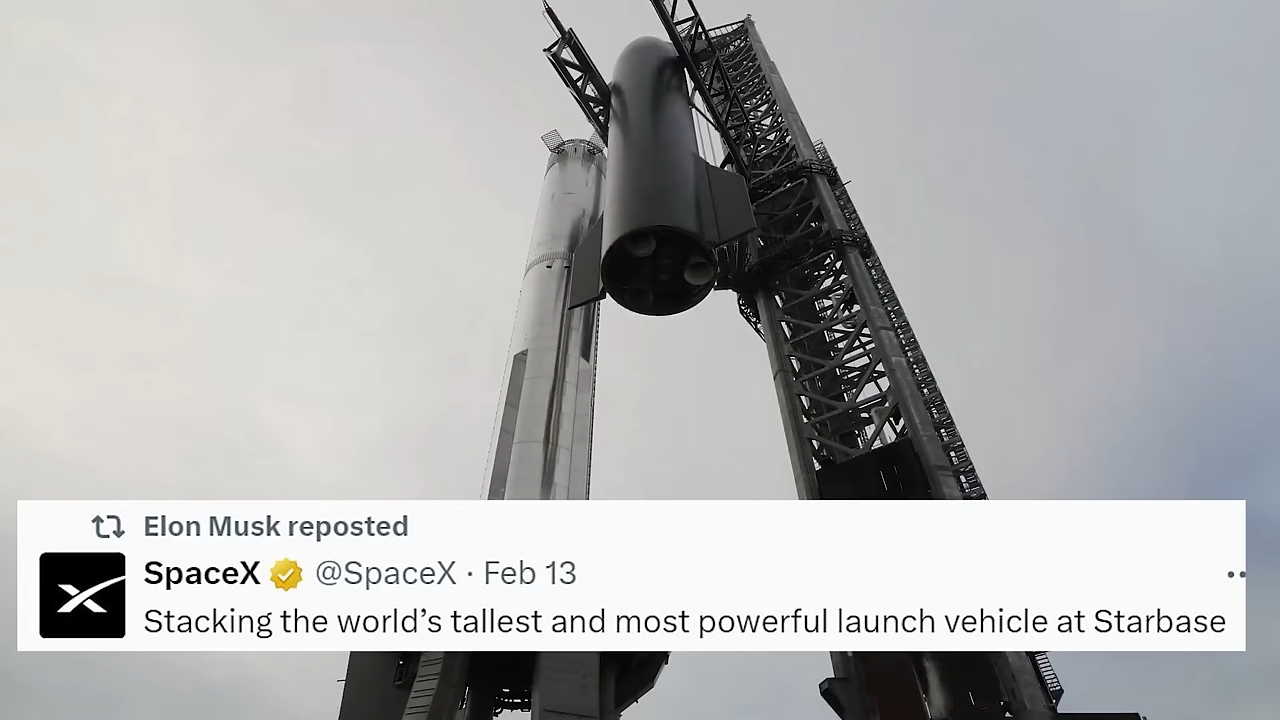 Elon Musk reposted
SpaceX @SpaceX · Feb 13
Stacking the world’s tallest and most powerful launch vehicle at Starbase